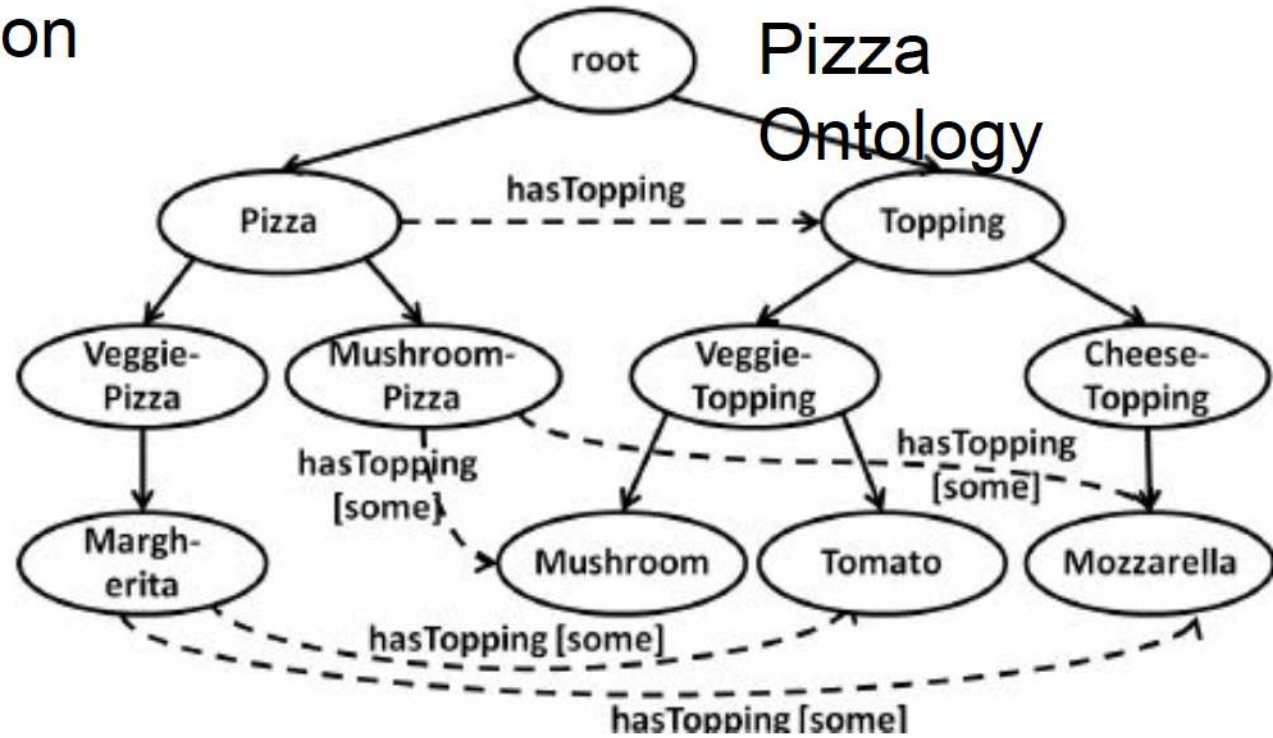 on
Pizza
Ontology
root
hasTopping
Pizza
Topping
Veggie-
Pizza
Mushroom-
Pizza
Veggie-
Topping
Cheese-
Topping
hasTopping
[some]
hasTopping
[some]
Margh-
erita
Mushroom
Tomato
Mozzarella
hasTopping [some]
hasTopping [some]